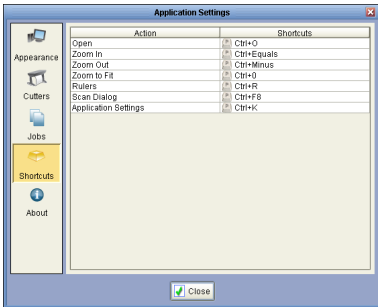 Application Settings
Appearance
Cutters
Jobs
Shortcuts
About
Action Shortcuts
Open Ctrl+O
Zoom In Ctrl+Equals
Zoom Out Ctrl+Minus
Zoom to Fit Ctrl+0
Rulers Ctrl+R
Scan Dialog Ctrl+F8
Application Settings Ctrl+K
Close